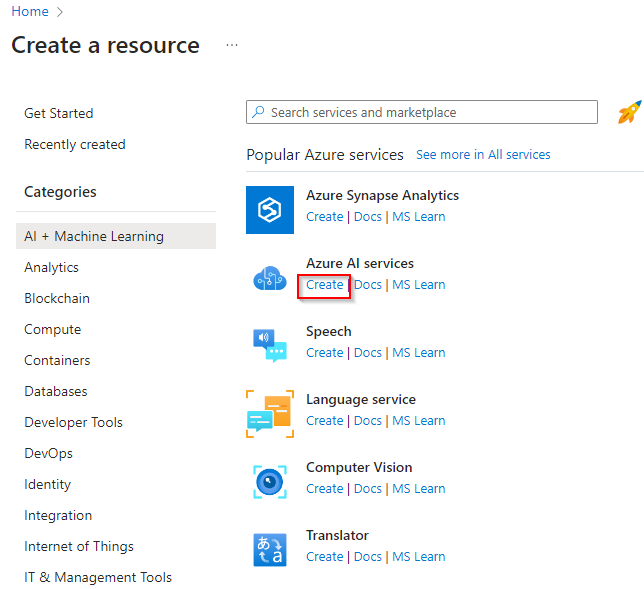 Home >
Create a resource ...
Get Started
Recently created
Categories
AI + Machine Learning
Analytics
Blockchain
Compute
Containers
Databases
Developer Tools
DevOps
Identity
Integration
Internet of Things
IT & Management Tools
Search services and marketplace
Popular Azure services See more in All services
Azure Synapse Analytics
Create | Docs | MS Learn
Azure AI services
Create | Docs | MS Learn
Speech
Create | Docs | MS Learn
Language service
Create | Docs | MS Learn
Computer Vision
Create | Docs | MS Learn
Translator
Create | Docs | MS Learn
あ a